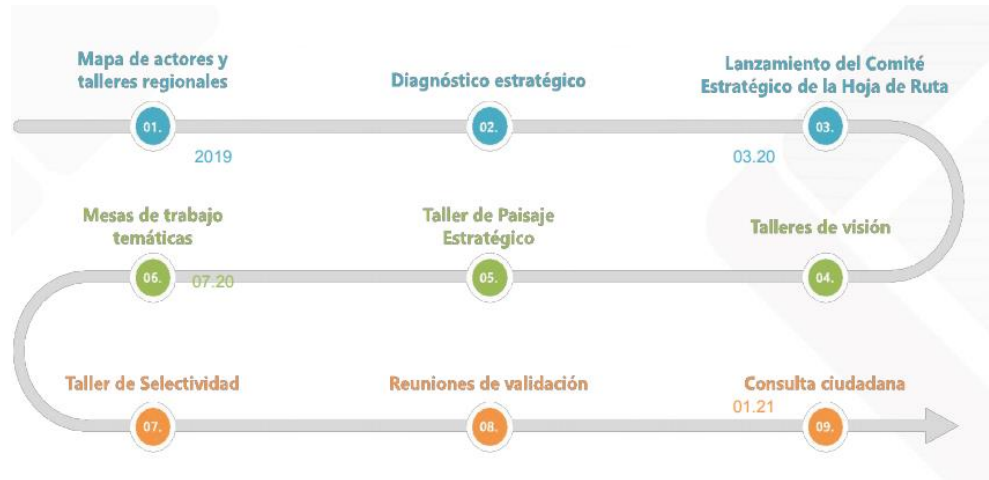 Mapa de actores y
talleres regionales
01.
2019
Diagnóstico estratégico
02.
Lanzamiento del Comité
Estratégico de la Hoja de Ruta
03.
03.20
Talleres de visión
04.
Taller de Paisaje
Estratégico
05.
Mesas de trabajo
temáticas
06.
07.20
Taller de Selectividad
07.
Reuniones de validación
08.
Consulta ciudadana
01.21
09.